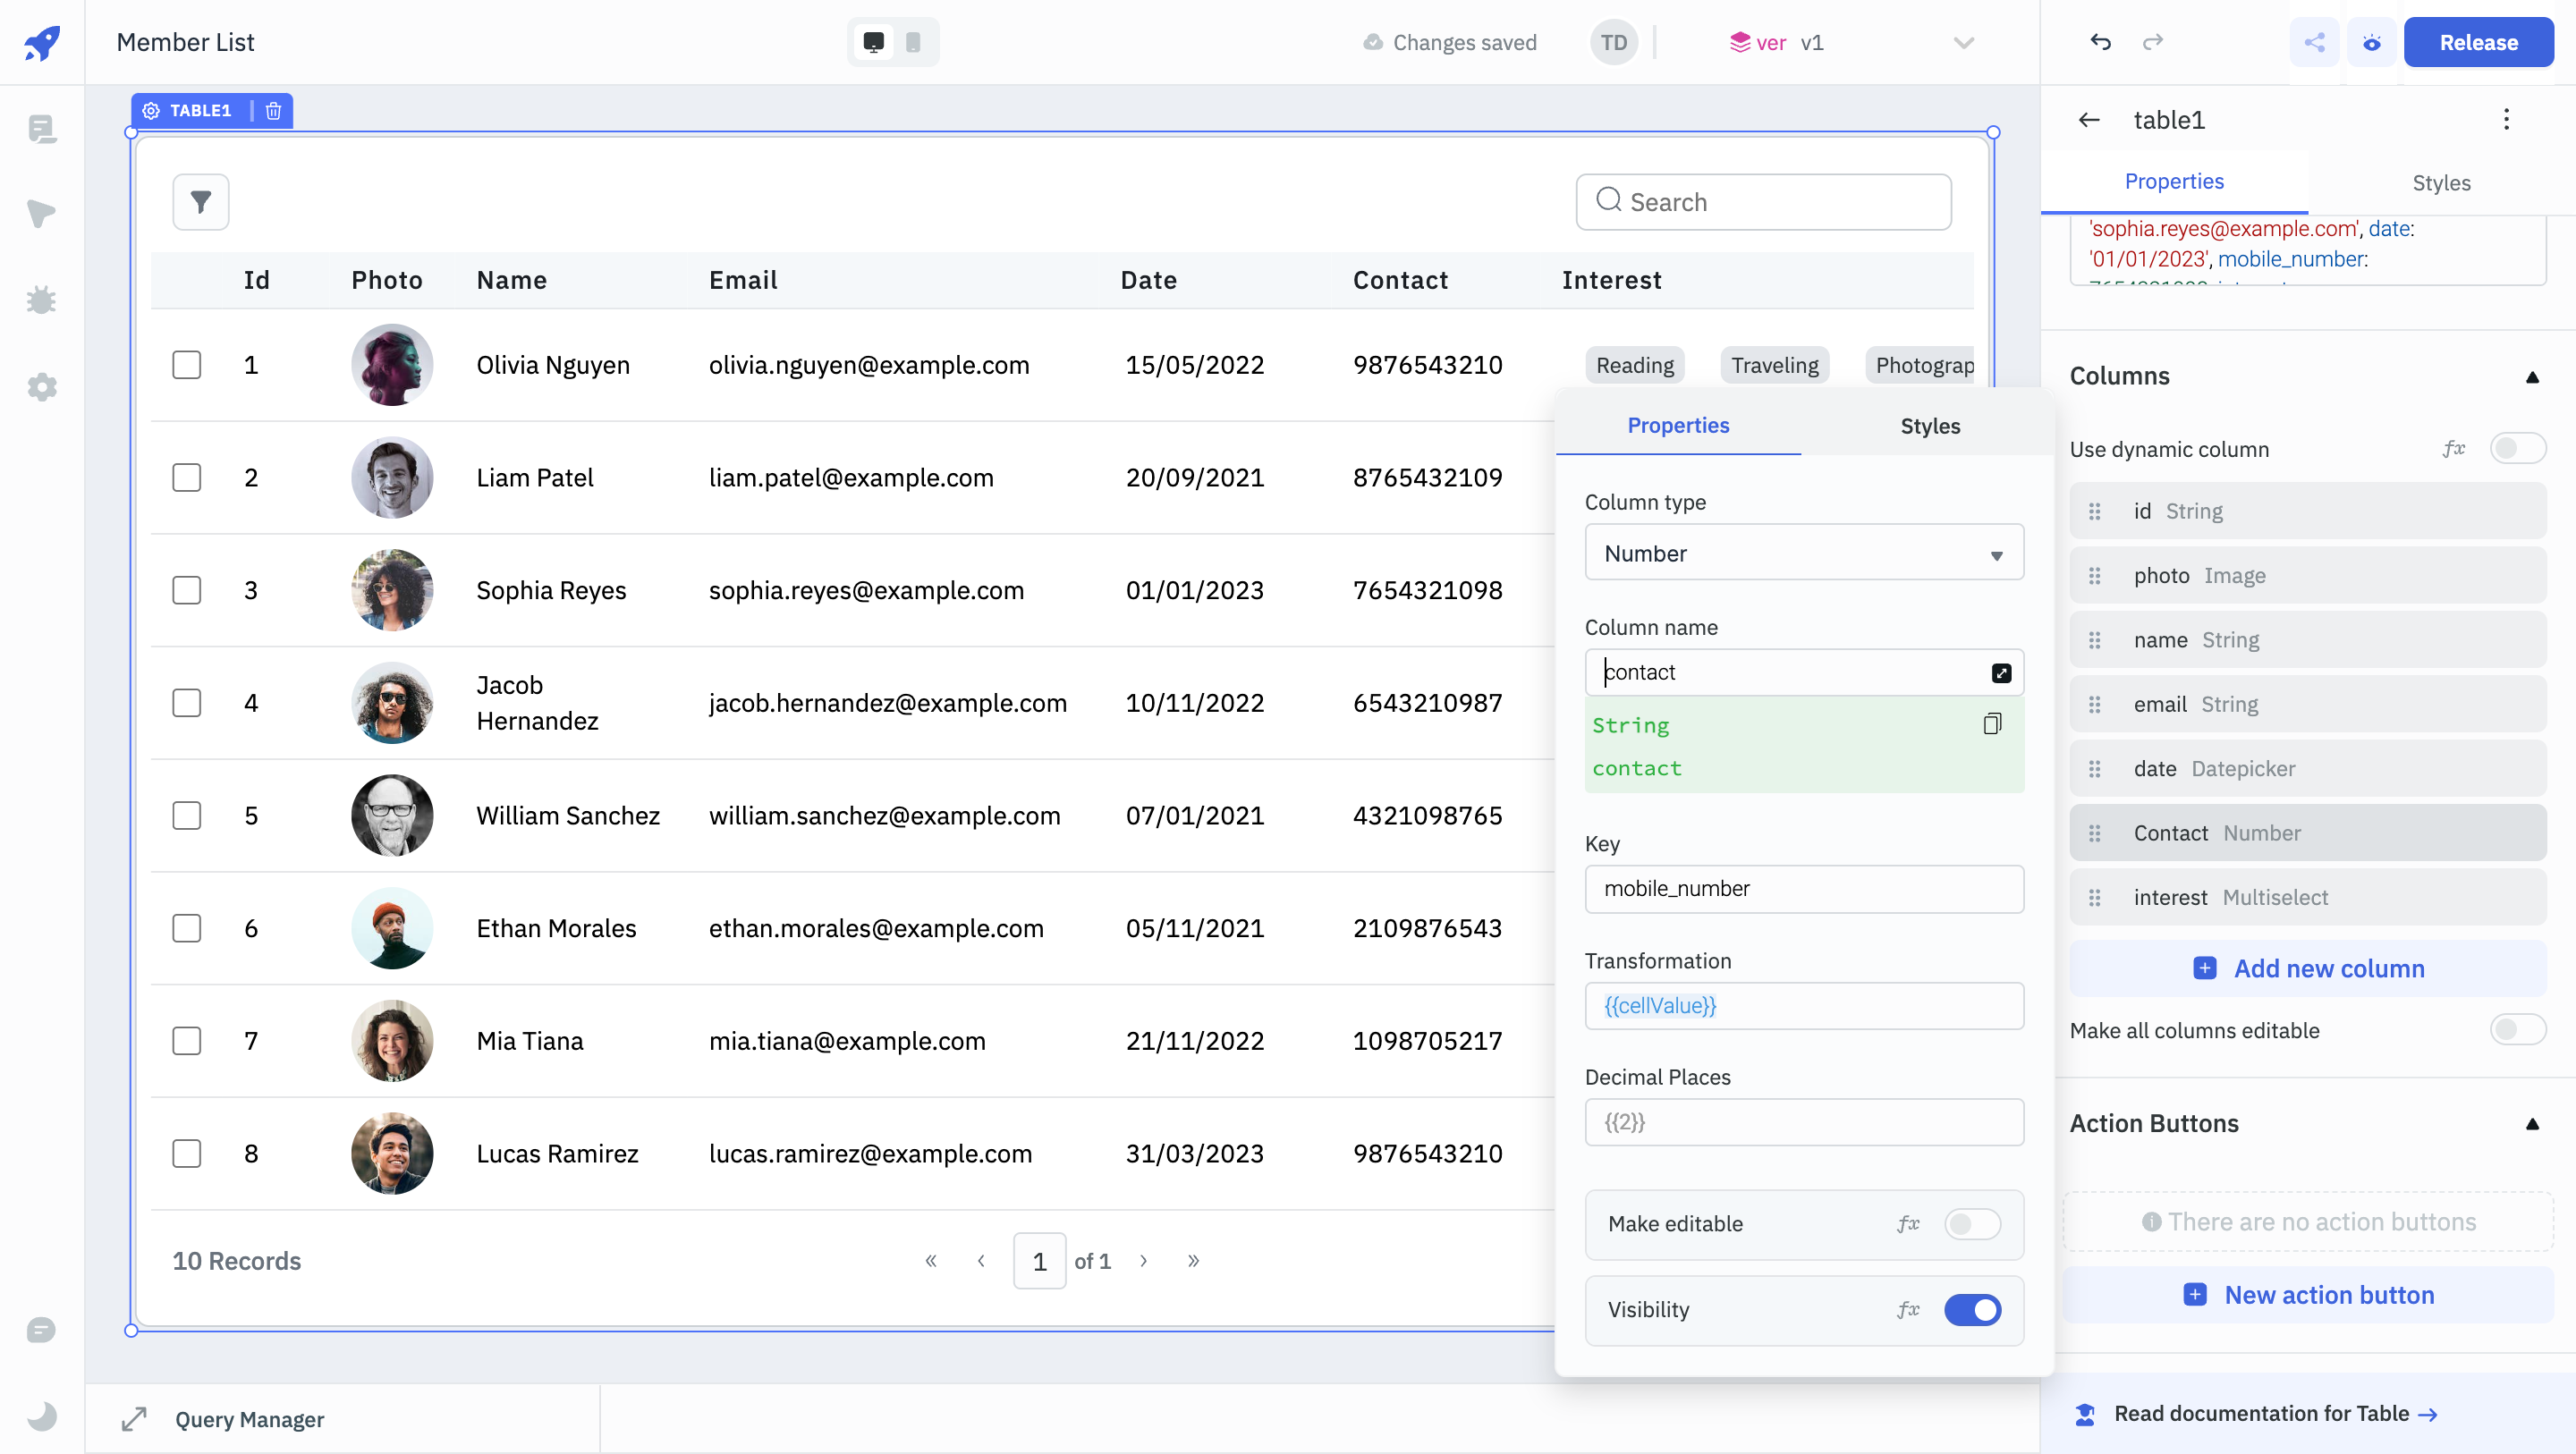 Member List
Changes saved
TD
ver v1
Release
TABLE1
Search
Id Photo Name Email Date Contact Interest
1 Olivia Nguyen olivia.nguyen@example.com 15/05/2022 9876543210 Reading Traveling Photograp
2 Liam Patel liam.patel@example.com 20/09/2021 8765432109
3 Sophia Reyes sophia.reyes@example.com 01/01/2023 7654321098
4 Jacob Hernandez jacob.hernandez@example.com 10/11/2022 6543210987
5 William Sanchez william.sanchez@example.com 07/01/2021 4321098765
6 Ethan Morales ethan.morales@example.com 05/11/2021 2109876543
7 Mia Tiana mia.tiana@example.com 21/11/2022 1098705217
8 Lucas Ramirez lucas.ramirez@example.com 31/03/2023 9876543210
10 Records
« ‹ 1 of 1 › »
Query Manager
Properties Styles
Column type
Number
Column name
contact
String
contact
Key
mobile_number
Transformation
{{cellValue}}
Decimal Places
{{2}}
Make editable fx
Visibility fx
table1
Properties Styles
'sophia.reyes@example.com', date:
'01/01/2023', mobile_number:
Columns
Use dynamic column fx
id String
photo Image
name String
email String
date Datepicker
Contact Number
interest Multiselect
Add new column
Make all columns editable
Action Buttons
There are no action buttons
New action button
Read documentation for Table →